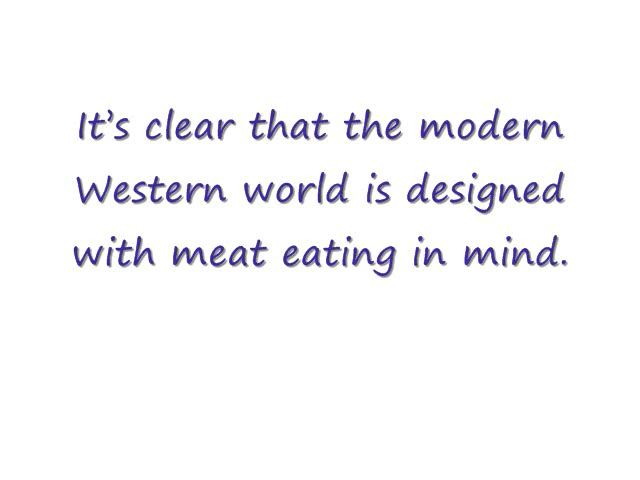 It’s clear that the modern
Western world is designed
with meat eating in mind.